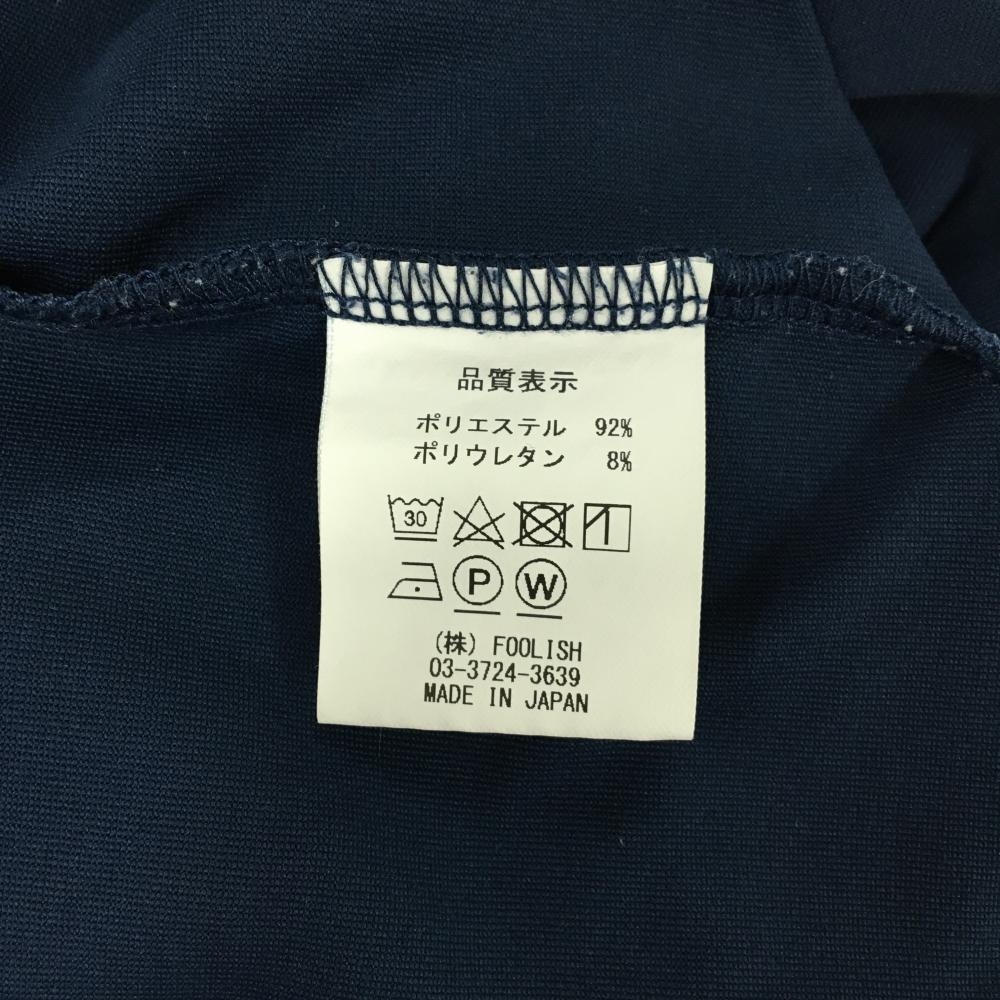 品質表示
ポリエステル 92%
ポリウレタン 8%
30
P W
(株) FOOLISH
03-3724-3639
MADE IN JAPAN